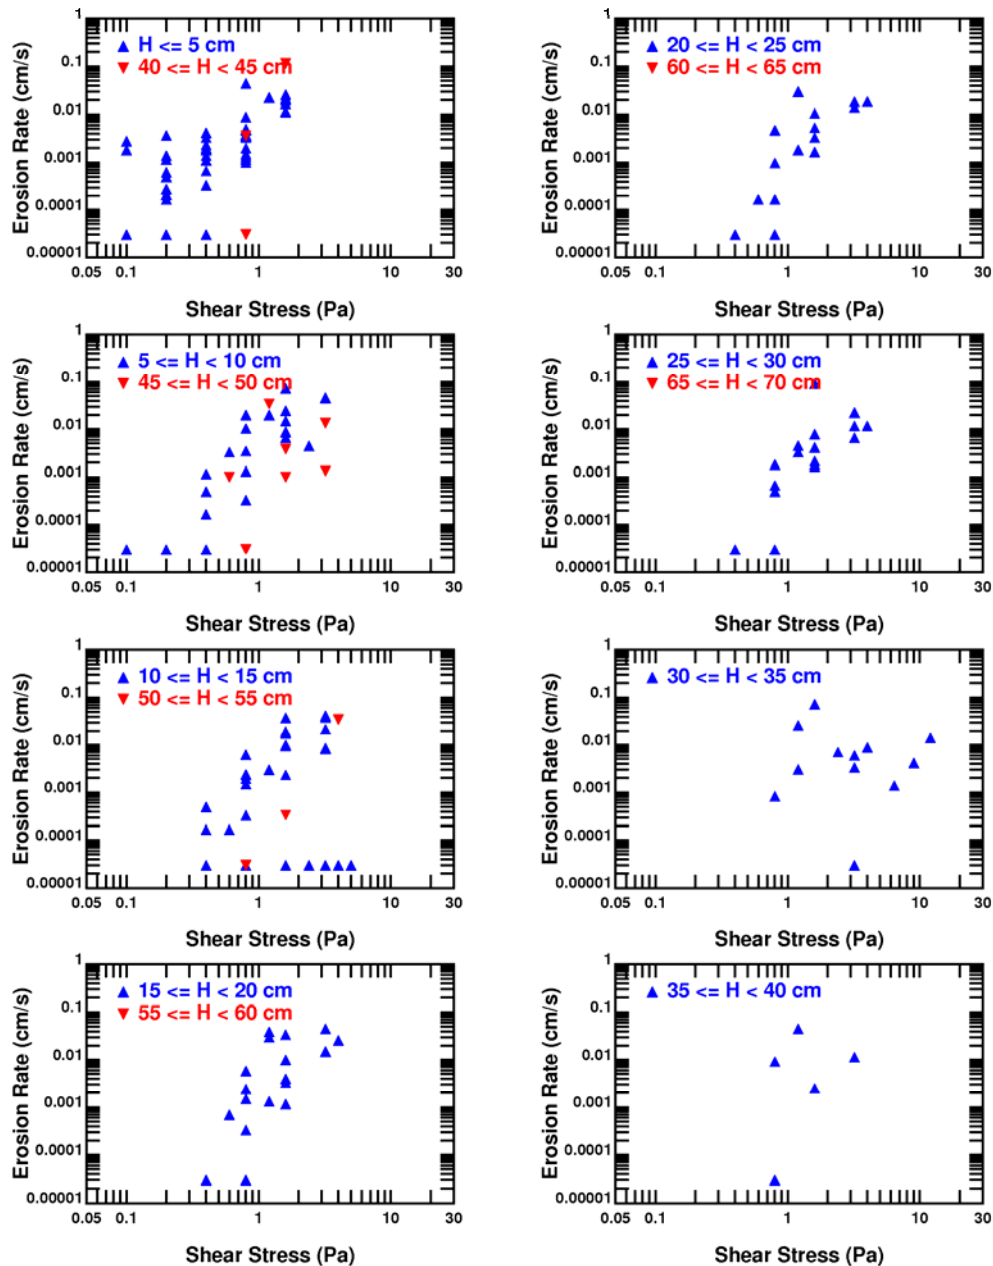 1
0.1
0.01
0.001
0.0001
0.00001
Erosion Rate (cm/s)
H <= 5 cm
40 <= H < 45 cm
0.05 0.1 1 10 30
Shear Stress (Pa)
1
0.1
0.01
0.001
0.0001
0.00001
Erosion Rate (cm/s)
20 <= H < 25 cm
60 <= H < 65 cm
0.05 0.1 1 10 30
Shear Stress (Pa)
1
0.1
0.01
0.001
0.0001
0.00001
Erosion Rate (cm/s)
5 <= H < 10 cm
45 <= H < 50 cm
0.05 0.1 1 10 30
Shear Stress (Pa)
1
0.1
0.01
0.001
0.0001
0.00001
Erosion Rate (cm/s)
25 <= H < 30 cm
65 <= H < 70 cm
0.05 0.1 1 10 30
Shear Stress (Pa)
1
0.1
0.01
0.001
0.0001
0.00001
Erosion Rate (cm/s)
10 <= H < 15 cm
50 <= H < 55 cm
0.05 0.1 1 10 30
Shear Stress (Pa)
1
0.1
0.01
0.001
0.0001
0.00001
Erosion Rate (cm/s)
30 <= H < 35 cm
0.05 0.1 1 10 30
Shear Stress (Pa)
1
0.1
0.01
0.001
0.0001
0.00001
Erosion Rate (cm/s)
15 <= H < 20 cm
55 <= H < 60 cm
0.05 0.1 1 10 30
Shear Stress (Pa)
1
0.1
0.01
0.001
0.0001
0.00001
Erosion Rate (cm/s)
35 <= H < 40 cm
0.05 0.1 1 10 30
Shear Stress (Pa)